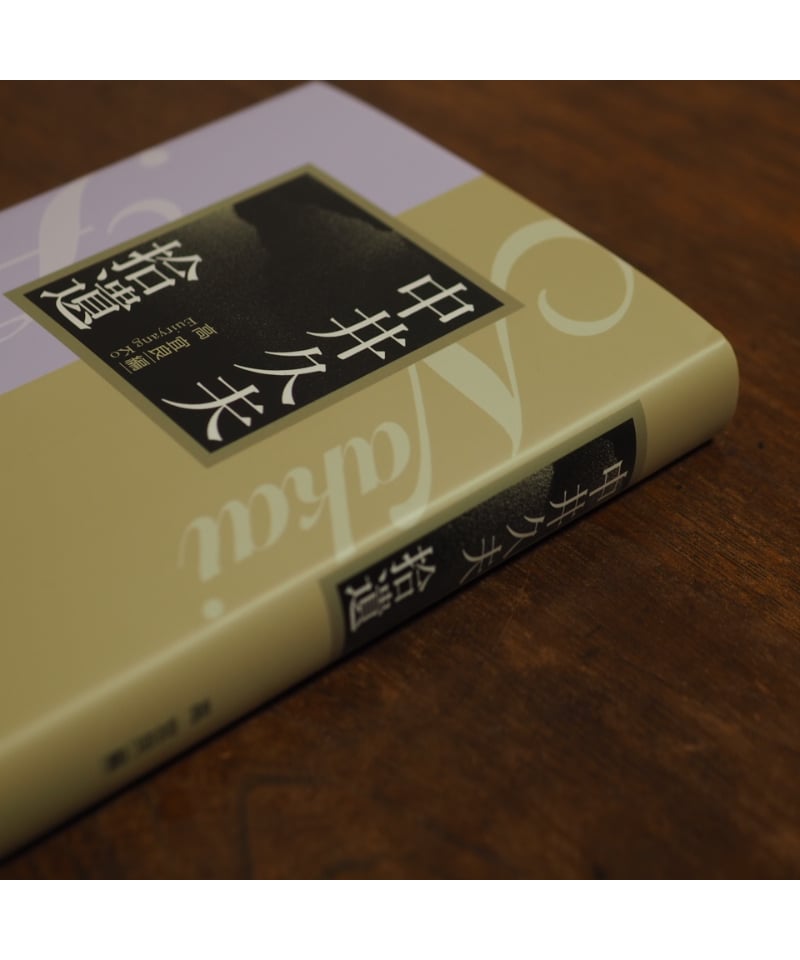 中井久夫
拾遺
高 宜良[編]
Euiryang Ko
Nakai
中井久夫 拾遺